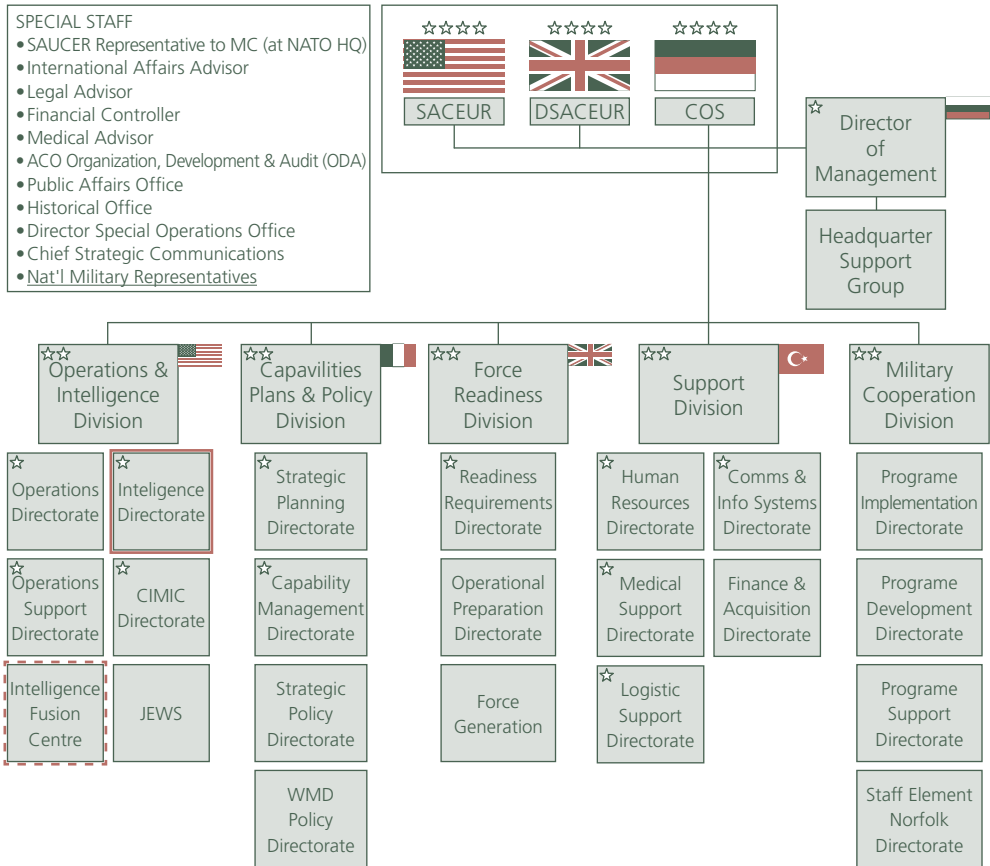 SPECIAL STAFF
• SAUCER Representative to MC (at NATO HQ)
• International Affairs Advisor
• Legal Advisor
• Financial Controller
• Medical Advisor
• ACO Organization, Development & Audit (ODA)
• Public Affairs Office
• Historical Office
• Director Special Operations Office
• Chief Strategic Communications
• Nat'l Military Representatives
SACEUR
DSACEUR
COS
Director
of
Management
Headquarter
Support
Group
Operations &
Intelligence
Division
Capavilities
Plans & Policy
Division
Force
Readiness
Division
Support
Division
Military
Cooperation
Division
Operations
Directorate
Inteligence
Directorate
Operations
Support
Directorate
CIMIC
Directorate
Intelligence
Fusion
Centre
JEWS
Strategic
Planning
Directorate
Capability
Management
Directorate
Strategic
Policy
Directorate
WMD
Policy
Directorate
Readiness
Requirements
Directorate
Operational
Preparation
Directorate
Force
Generation
Human
Resources
Directorate
Comms &
Info Systems
Directorate
Medical
Support
Directorate
Finance &
Acquisition
Directorate
Logistic
Support
Directorate
Programe
Implementation
Directorate
Programe
Development
Directorate
Programe
Support
Directorate
Staff Element
Norfolk
Directorate